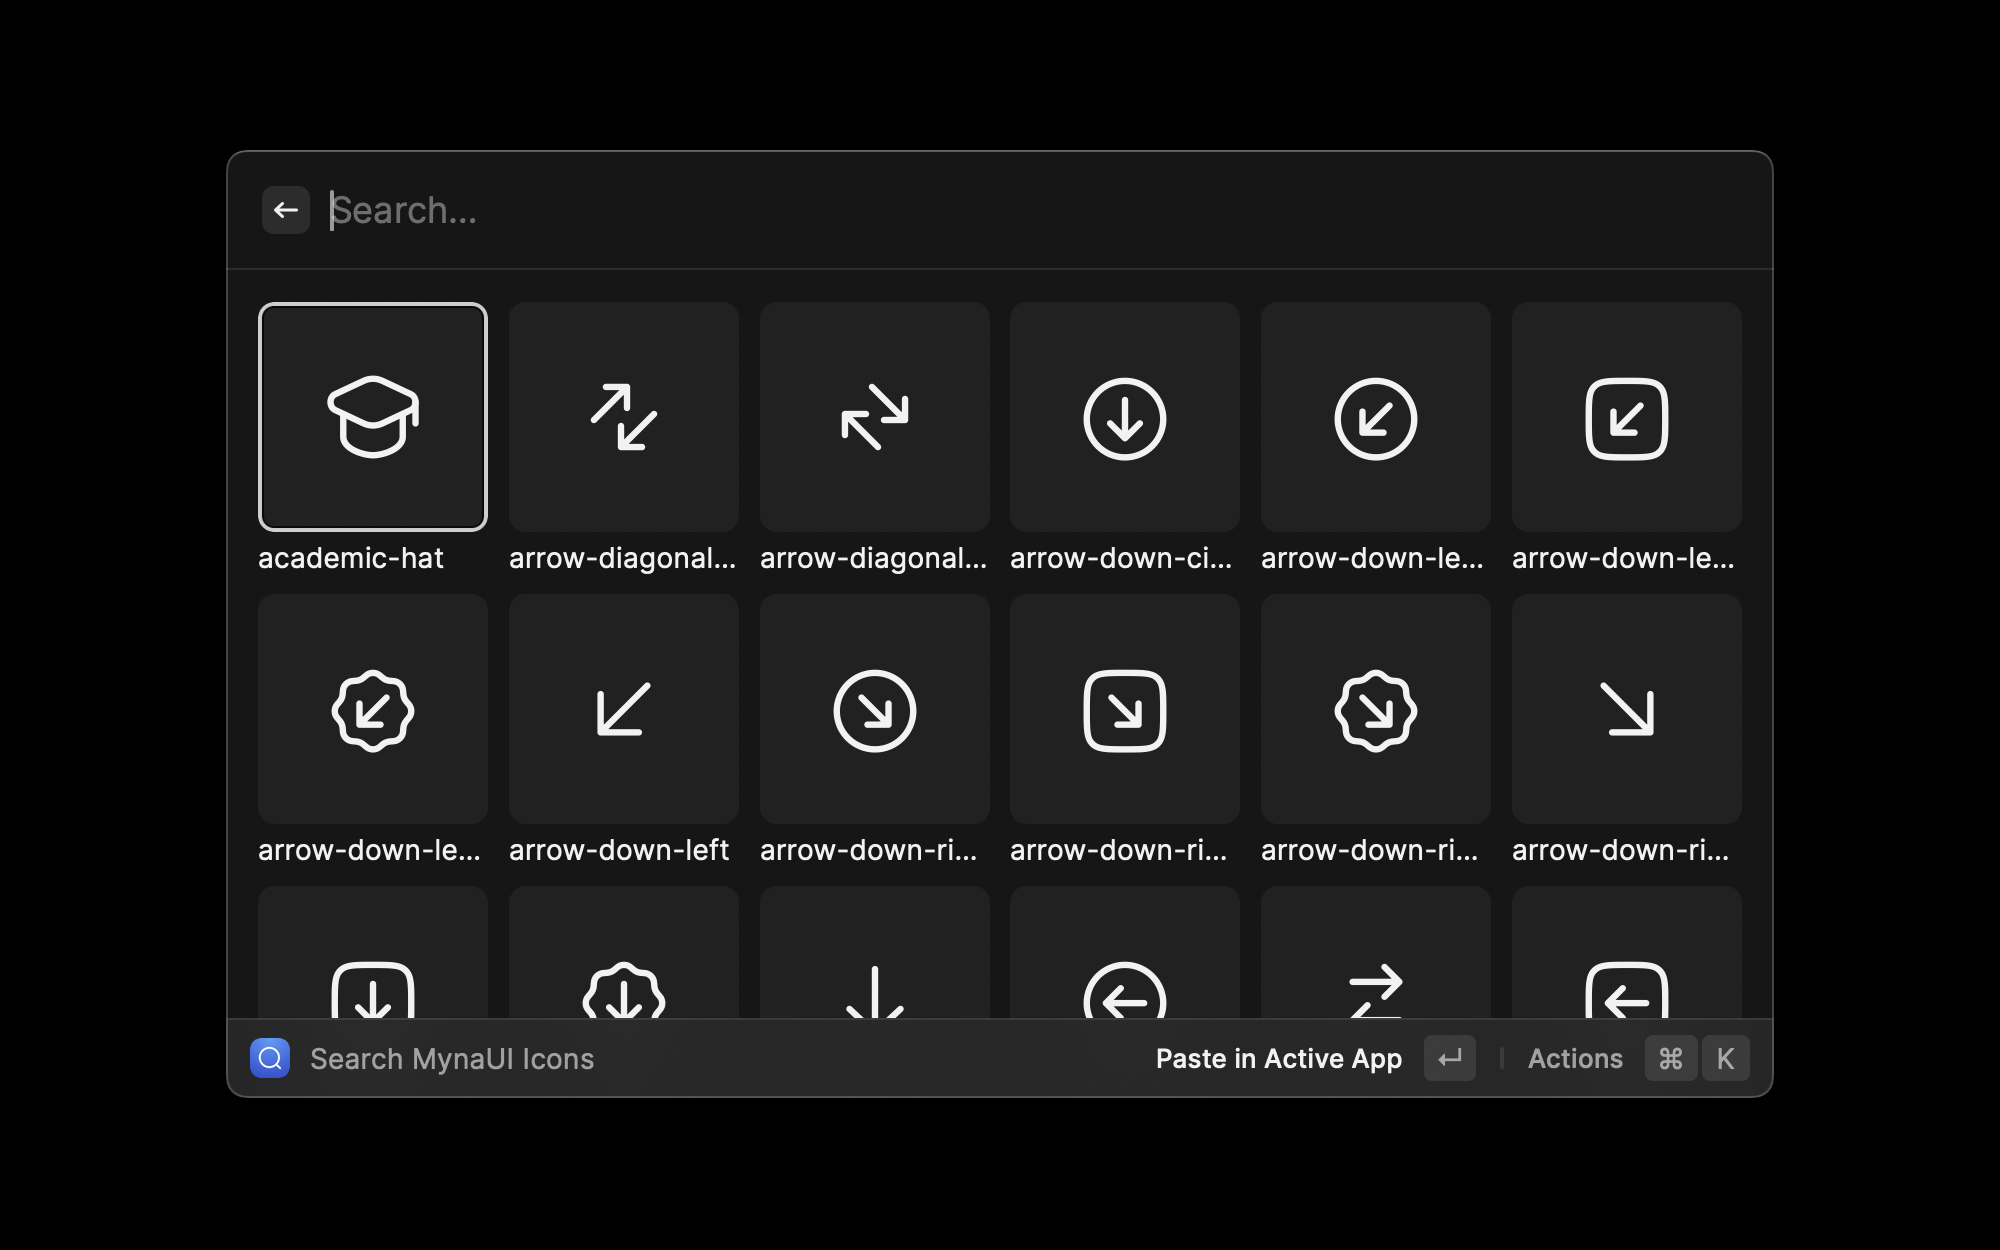 Search...
academic-hat
arrow-diagonal...
arrow-diagonal...
arrow-down-ci...
arrow-down-le...
arrow-down-le...
arrow-down-le...
arrow-down-left
arrow-down-ri...
arrow-down-ri...
arrow-down-ri...
arrow-down-ri...
Search MynaUI Icons
Paste in Active App ↵
Actions ⌘ K